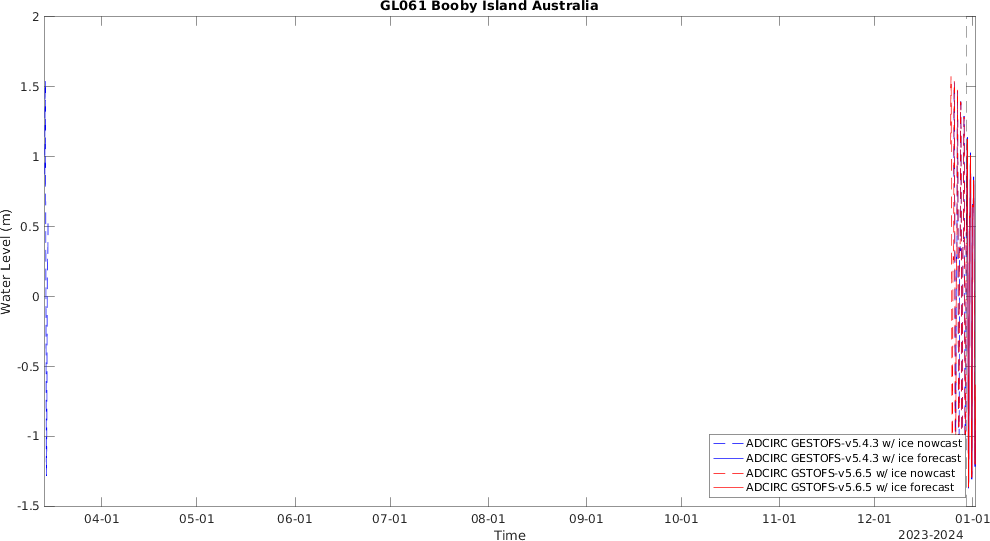 GL061 Booby Island Australia
2
1.5
1
0.5
0
-0.5
-1
-1.5
Water Level (m)
ADCIRC GESTOFS-v5.4.3 w/ ice nowcast
ADCIRC GESTOFS-v5.4.3 w/ ice forecast
ADCIRC GSTOFS-v5.6.5 w/ ice nowcast
ADCIRC GSTOFS-v5.6.5 w/ ice forecast
04-01 05-01 06-01 07-01 08-01 09-01 10-01 11-01 12-01 01-01
2023-2024
Time